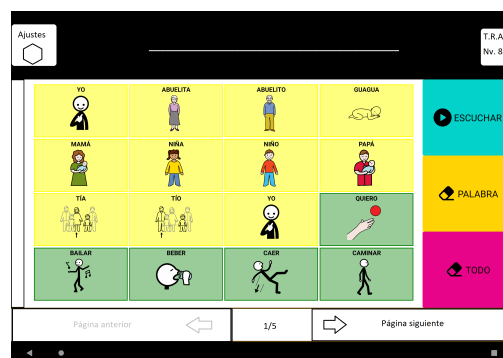 Ajustes
T.R.A
Nv. 8
YO
ABUELITA
ABUELITO
GUAGUA
ESCUCHAR
MAMÁ
NIÑA
NIÑO
PAPÁ
PALABRA
TÍA
TÍO
YO
QUIERO
BAILAR
BEBER
CAER
CAMINAR
TODO
Página anterior
1/5
Página siguiente